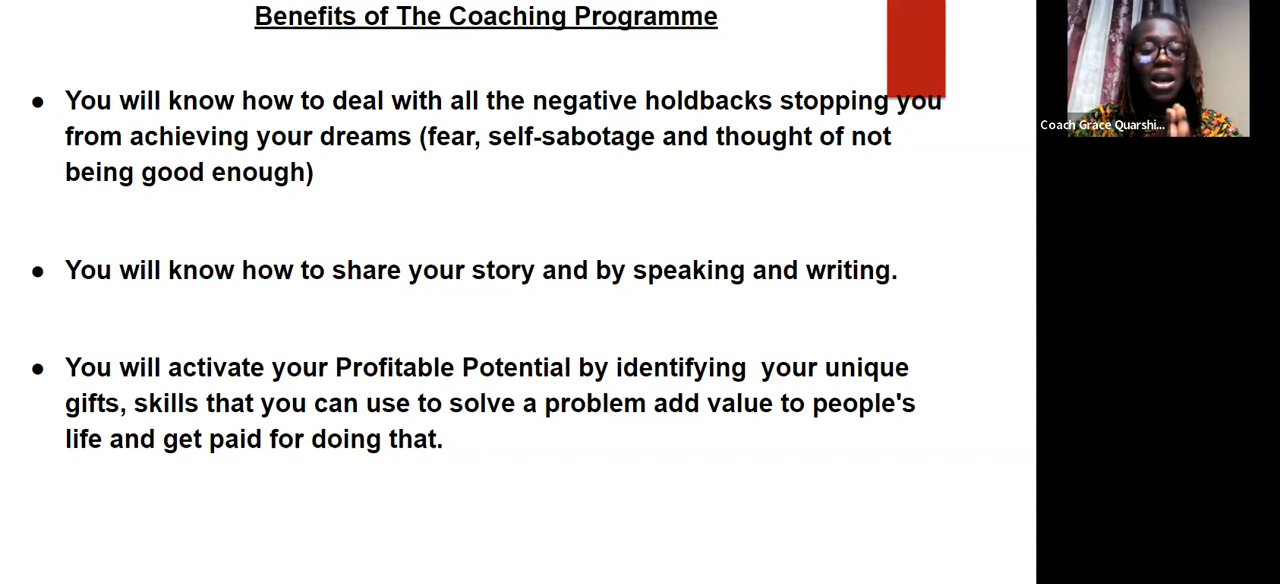 Benefits of The Coaching Programme
● You will know how to deal with all the negative holdbacks stopping you
from achieving your dreams (fear, self-sabotage and thought of not
being good enough)
● You will know how to share your story and by speaking and writing.
● You will activate your Profitable Potential by identifying  your unique
gifts, skills that you can use to solve a problem add value to people's
life and get paid for doing that.
Coach Grace Quarshi...